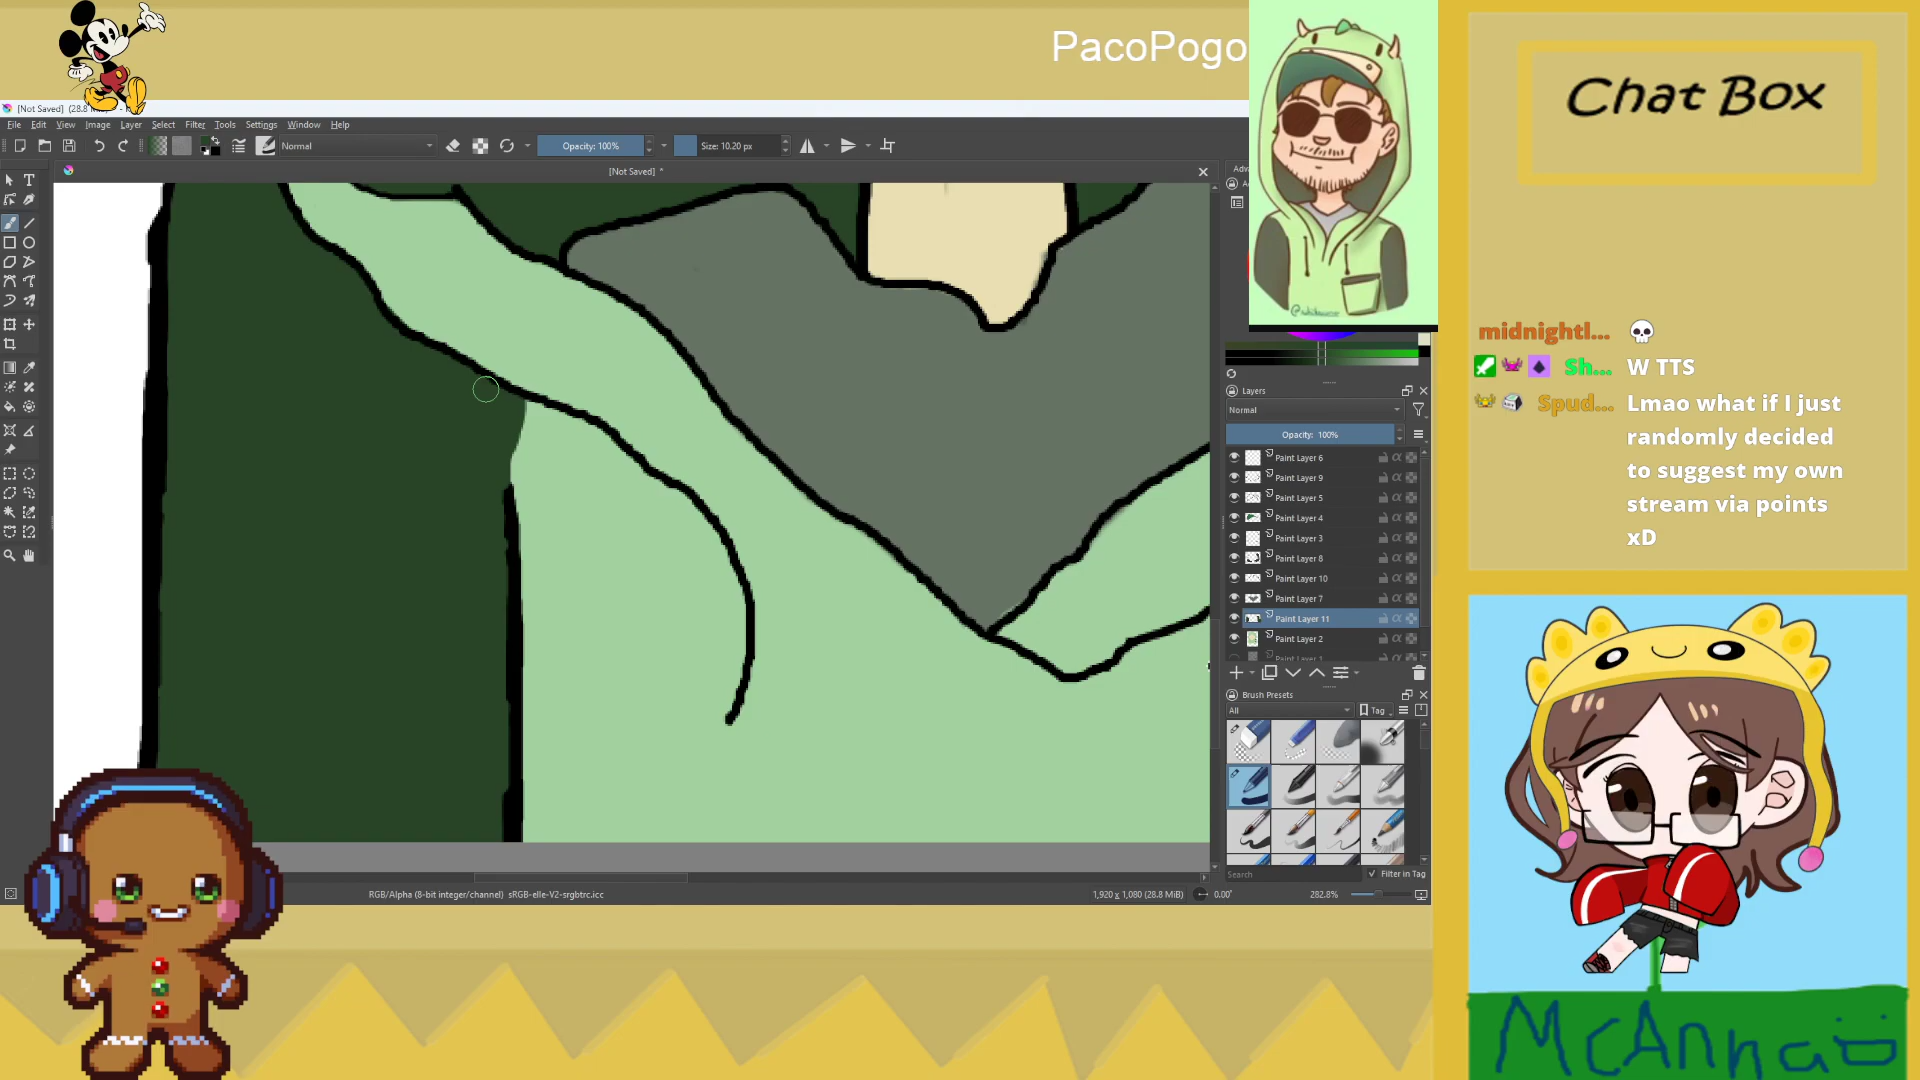 PacoPogo
Chat Box
[Not Saved] (28.8 M
File Edit View Image Layer Select Filter Tools Settings Window Help
Normal
Opacity: 100%
Size: 10.20 px
[Not Saved] *
Layers
Normal
Opacity: 100%
Paint Layer 6
Paint Layer 9
Paint Layer 5
Paint Layer 4
Paint Layer 3
Paint Layer 8
Paint Layer 10
Paint Layer 7
Paint Layer 11
Paint Layer 2
Paint Layer 1
Brush Presets
All
Tag
Search
Filter in Tag
RGB/Alpha (8-bit integer/channel) sRGB-elle-V2-srgbtrc.icc
1,920 x 1,080 (28.8 MiB)
0.00°
282.8%
midnightl... 💀
Sh... W TTS
Spud... Lmao what if I just
randomly decided
to suggest my own
stream via points
xD
McAnna